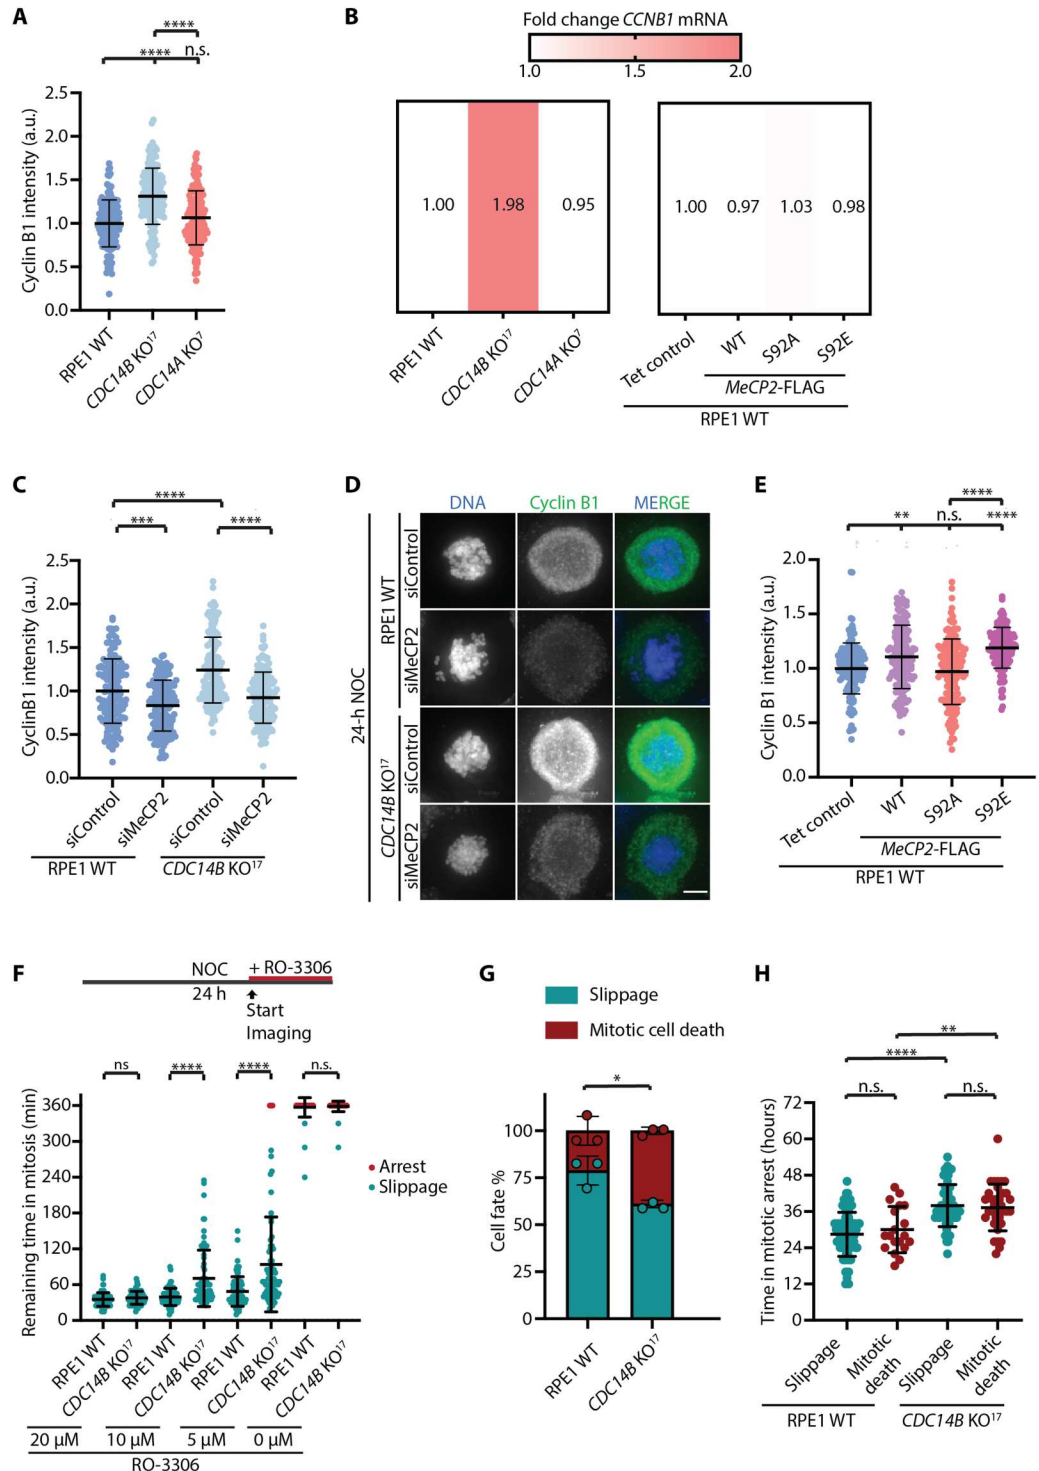 A
****
**** n.s.
Cyclin B1 intensity (a.u.)
2.5
2.0
1.5
1.0
0.5
0.0
RPE1 WT
CDC14B KO17
CDC14A KO7
B
Fold change CCNB1 mRNA
1.0 1.5 2.0
1.00 1.98 0.95
RPE1 WT
CDC14B KO17
CDC14A KO7
1.00 0.97 1.03 0.98
Tet control
WT
S92A
S92E
MeCP2-FLAG
RPE1 WT
C
****
*** ****
CyclinB1 intensity (a.u.)
2.5
2.0
1.5
1.0
0.5
0.0
siControl
siMeCP2
siControl
siMeCP2
RPE1 WT
CDC14B KO17
D
DNA Cyclin B1 MERGE
24-h NOC
RPE1 WT
siControl
siMeCP2
CDC14B KO17
siControl
siMeCP2
E
****
** n.s. ****
Cyclin B1 intensity (a.u.)
2.0
1.5
1.0
0.5
0.0
Tet control
WT
S92A
S92E
MeCP2-FLAG
RPE1 WT
F
NOC + RO-3306
24 h
Start
Imaging
ns **** **** n.s.
Remaining time in mitosis (min)
360
300
240
180
120
60
0
Arrest
Slippage
RPE1 WT
CDC14B KO17
RPE1 WT
CDC14B KO17
RPE1 WT
CDC14B KO17
RPE1 WT
CDC14B KO17
20 µM 10 µM 5 µM 0 µM
RO-3306
G
Slippage
Mitotic cell death
*
Cell fate %
100
75
50
25
0
RPE1 WT
CDC14B KO17
H
**
****
n.s. n.s.
Time in mitotic arrest (hours)
72
60
48
36
24
12
0
Slippage
Mitotic
death
Slippage
Mitotic
death
RPE1 WT
CDC14B KO17